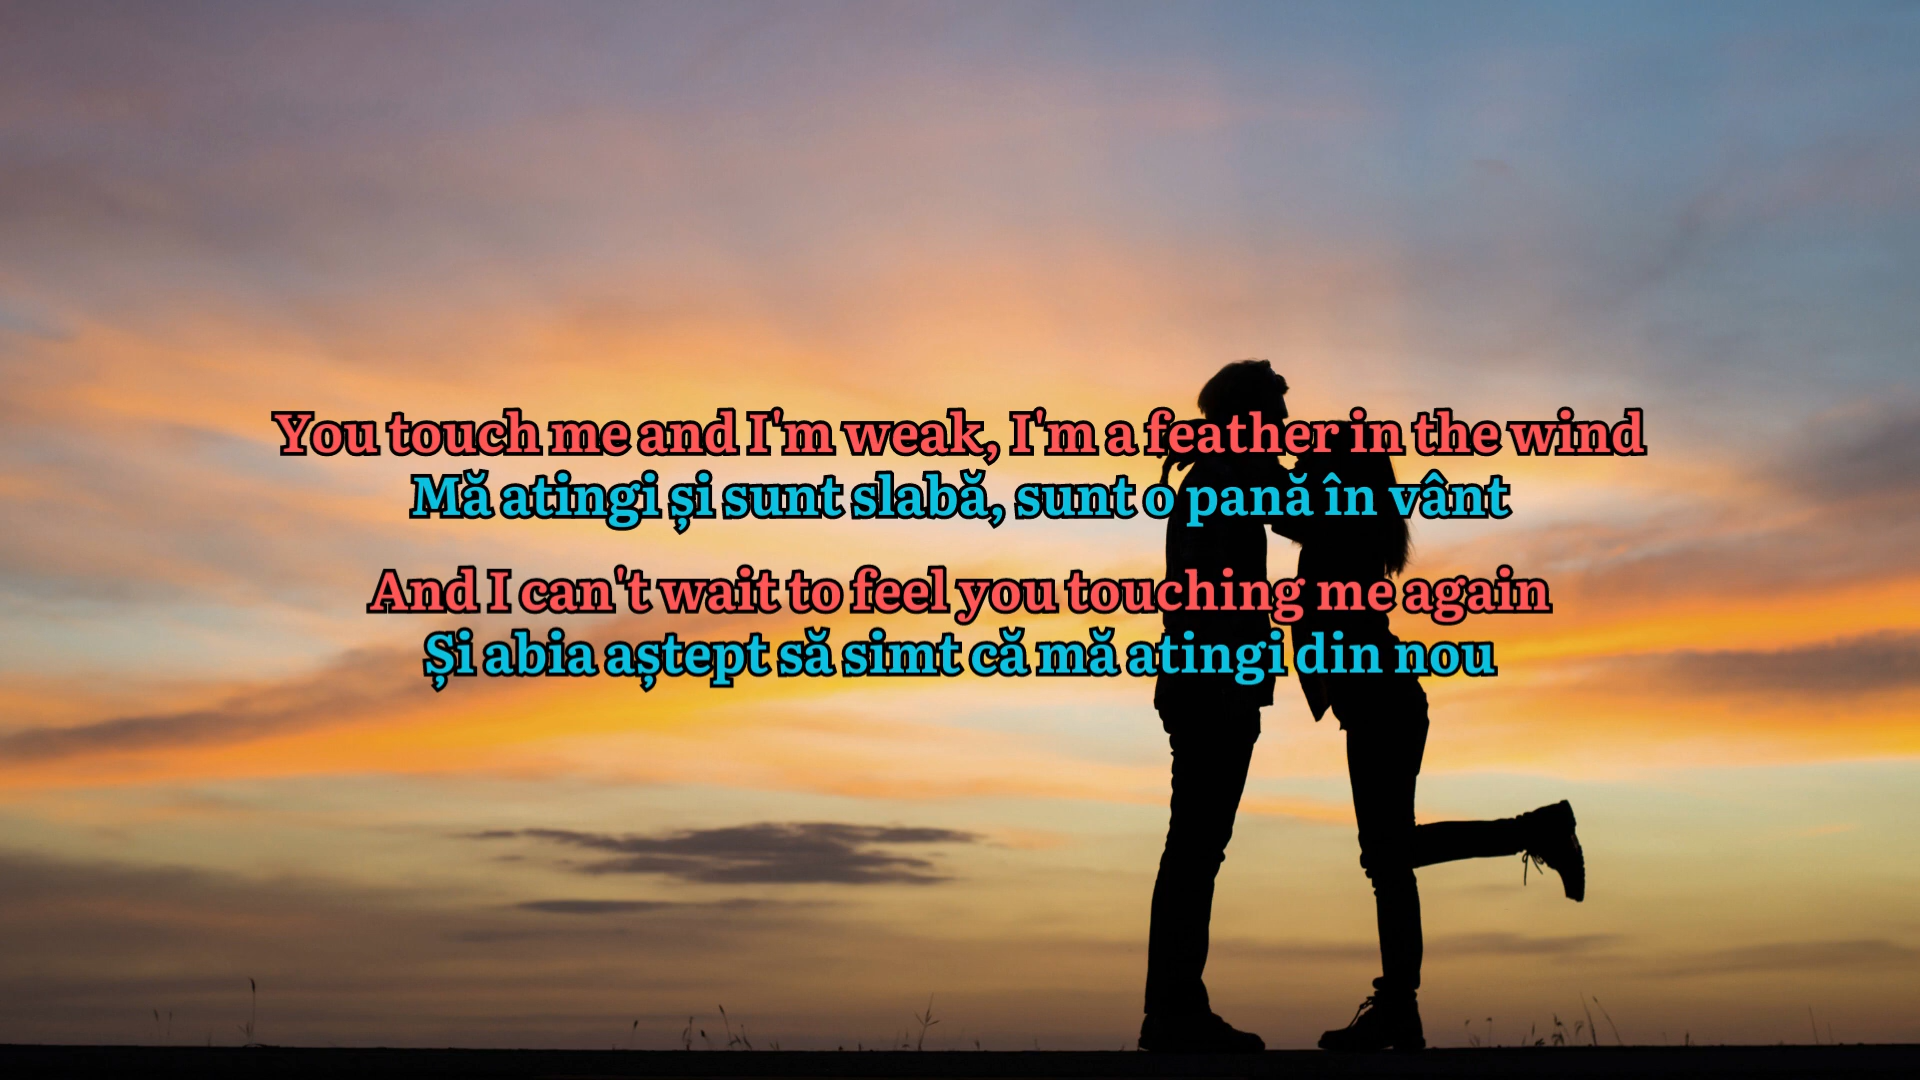 You touch me and I'm weak, I'm a feather in the wind
Mă atingi și sunt slabă, sunt o pană în vânt
And I can't wait to feel you touching me again
Și abia aștept să simt că mă atingi din nou